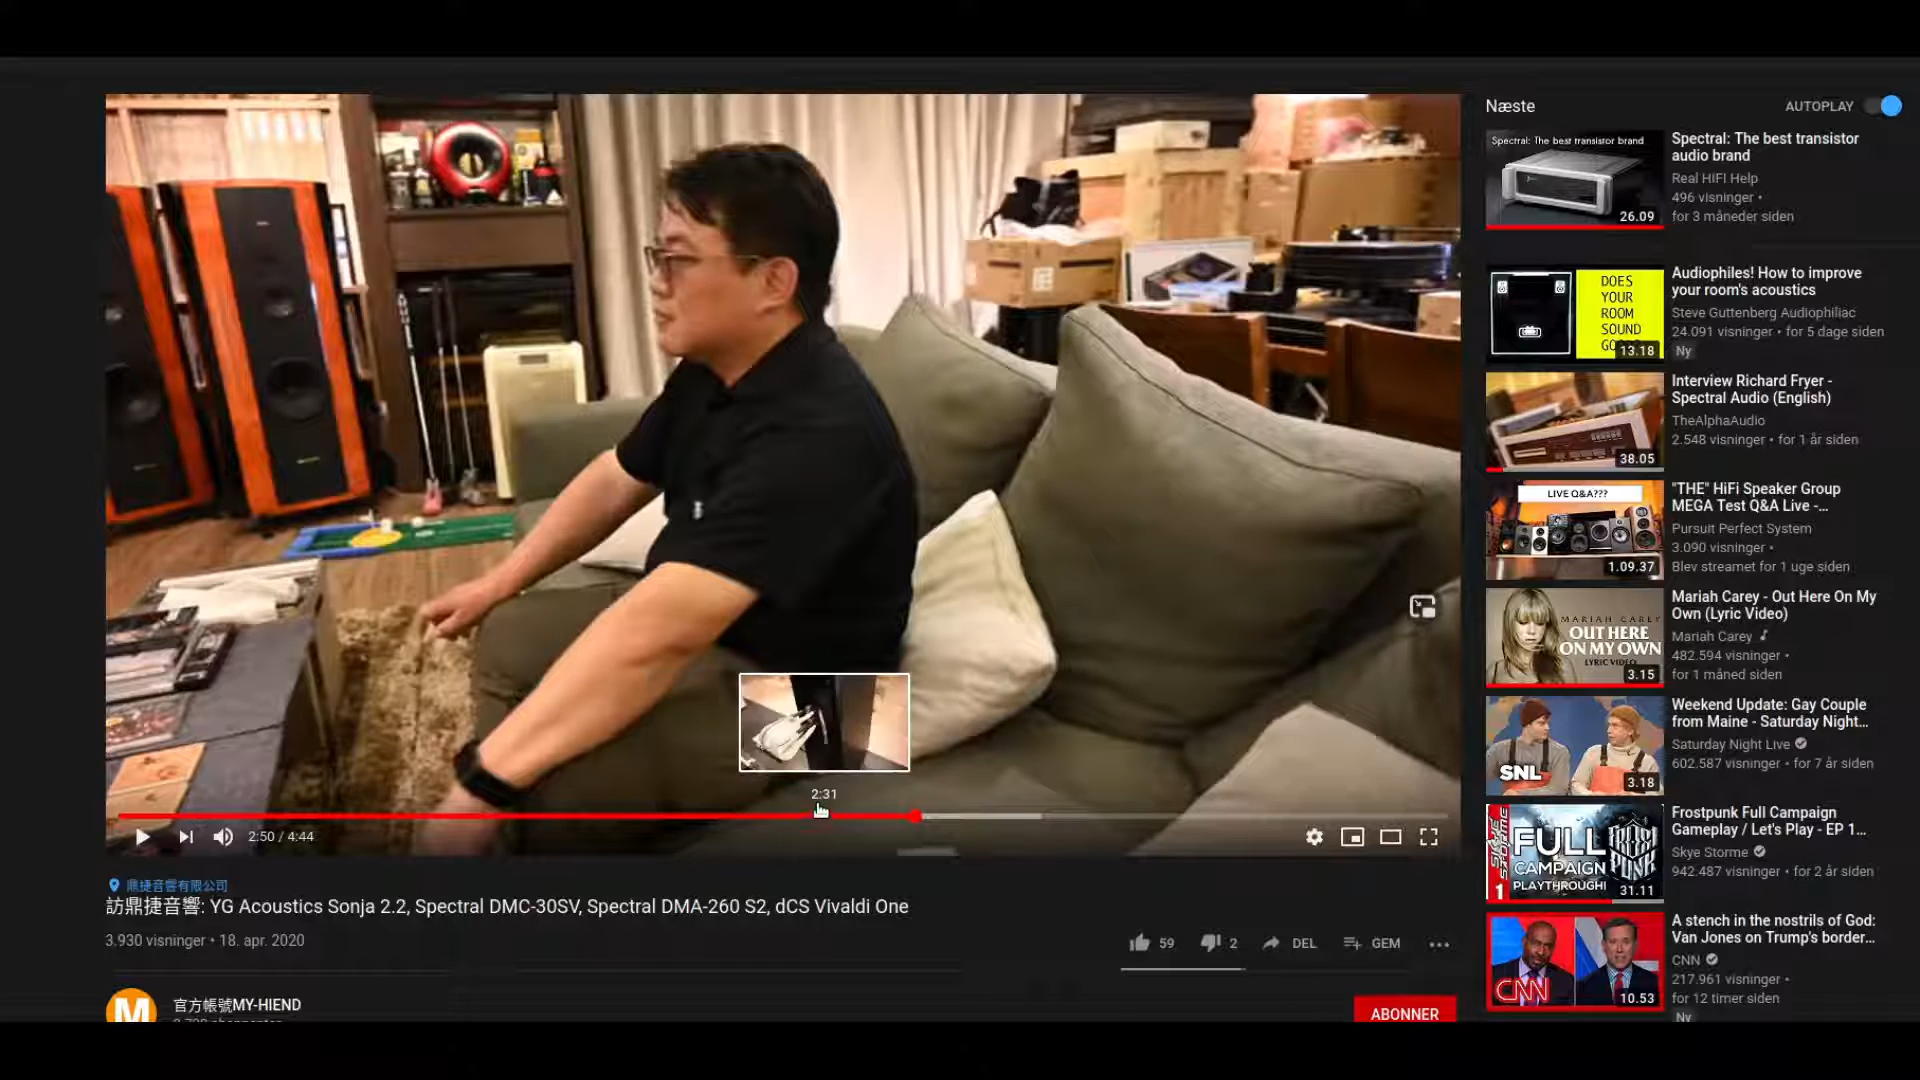 Næste
AUTOPLAY
Spectral: The best transistor brand
26.09
Spectral: The best transistor
audio brand
Real HIFI Help
496 visninger •
for 3 måneder siden
DOES
YOUR
ROOM
SOUND
13.18
Audiophiles! How to improve
your room's acoustics
Steve Guttenberg Audiophiliac
24.091 visninger • for 5 dage siden
Ny
38.05
Interview Richard Fryer -
Spectral Audio (English)
TheAlphaAudio
2.548 visninger • for 1 år siden
LIVE Q&A???
1.09.37
"THE" HiFi Speaker Group
MEGA Test Q&A Live -...
Pursuit Perfect System
3.090 visninger •
Blev streamet for 1 uge siden
MARIAH CAREY
OUT HERE
ON MY OWN
LYRIC VIDEO
3.15
Mariah Carey - Out Here On My
Own (Lyric Video)
Mariah Carey
482.594 visninger •
for 1 måned siden
SNL
3.18
Weekend Update: Gay Couple
from Maine - Saturday Night...
Saturday Night Live
602.587 visninger • for 7 år siden
SKYE STORME
1
FULL
CAMPAIGN
PLAYTHROUGH!
FROSTPUNK
31.11
Frostpunk Full Campaign
Gameplay / Let's Play - EP 1...
Skye Storme
942.487 visninger • for 2 år siden
CNN
10.53
A stench in the nostrils of God:
Van Jones on Trump's border...
CNN
217.961 visninger •
for 12 timer siden
Ny
2:31
2:50 / 4:44
鼎捷音響有限公司
訪鼎捷音響: YG Acoustics Sonja 2.2, Spectral DMC-30SV, Spectral DMA-260 S2, dCS Vivaldi One
3.930 visninger • 18. apr. 2020
59
2
DEL
GEM
M
官方帳號MY-HIEND
ABONNER